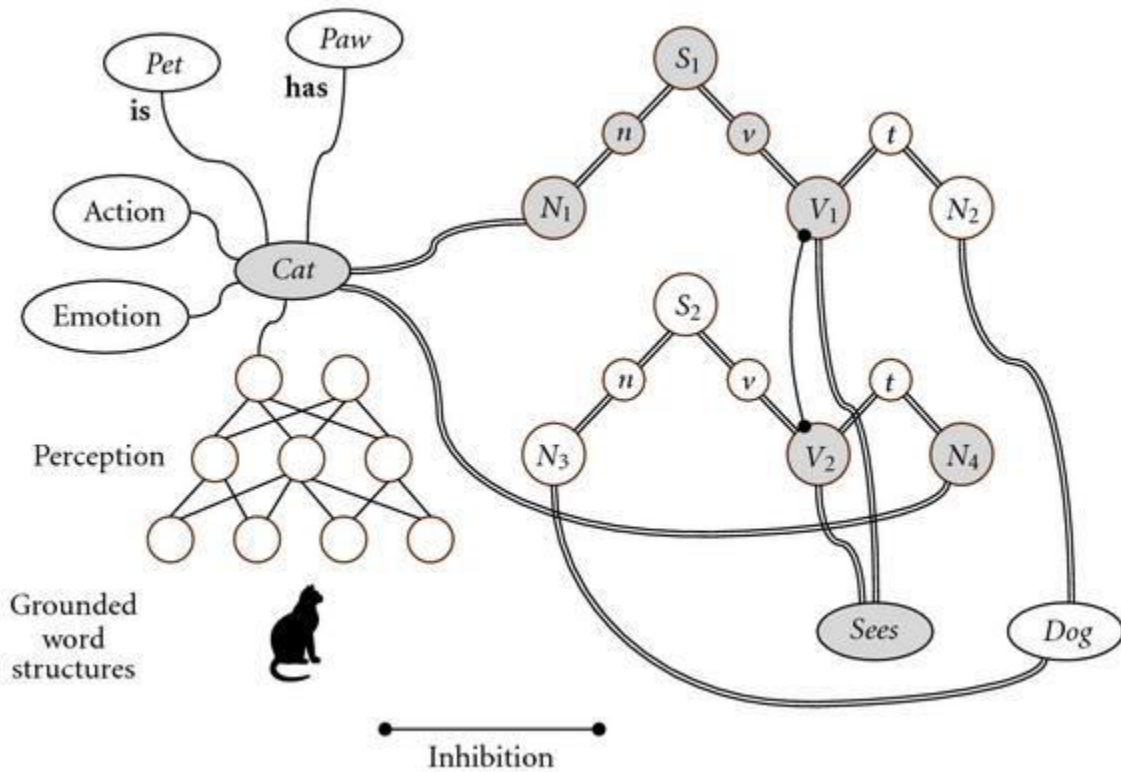 Pet
is
Paw
has
Action
Emotion
Cat
Perception
Grounded
word
structures
S1
n
v
t
N1
V1
N2
S2
n
v
t
N3
V2
N4
Sees
Dog
Inhibition